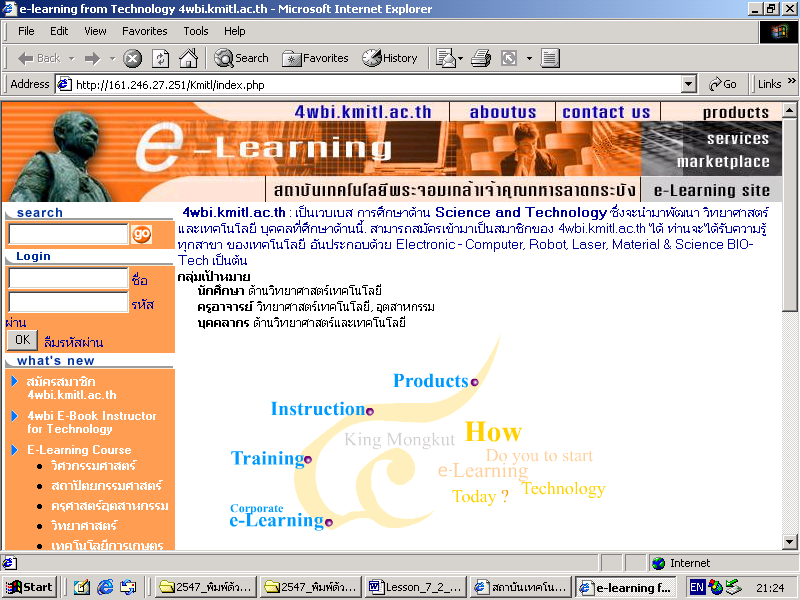 e-learning from Technology 4wbi.kmitl.ac.th - Microsoft Internet Explorer
File Edit View Favorites Tools Help
Back Search Favorites History
Address http://161.246.27.251/Kmitl/index.php Go Links »
4wbi.kmitl.ac.th aboutus contact us products
e-Learning
services
marketplace
สถาบันเทคโนโลยีพระจอมเกล้าเจ้าคุณทหารลาดกระบัง e-Learning site
search
go
Login
ชื่อ
รหัส
ผ่าน
OK ลืมรหัสผ่าน
what's new
สมัครสมาชิก
4wbi.kmitl.ac.th
4wbi E-Book Instructor
for Technology
E-Learning Course
วิศวกรรมศาสตร์
สถาปัตยกรรมศาสตร์
ครุศาสตร์อุตสาหกรรม
วิทยาศาสตร์
เทคโนโลยีการเกษตร
4wbi.kmitl.ac.th : เป็นเวบเบส การศึกษาด้าน Science and Technology ซึ่งจะนำมาพัฒนา วิทยาศาสตร์
และเทคโนโลยี บุคคลที่ศึกษาด้านนี้. สามารถสมัครเข้ามาเป็นสมาชิกของ 4wbi.kmitl.ac.th ได้ ท่านจะได้รับความรู้
ทุกสาขา ของเทคโนโลยี อันประกอบด้วย Electronic - Computer, Robot, Laser, Material & Science BIO-
Tech เป็นต้น
กลุ่มเป้าหมาย
นักศึกษา ด้านวิทยาศาสตร์เทคโนโลยี
ครูอาจารย์ วิทยาศาสตร์เทคโนโลยี, อุตสาหกรรม
บุคคลากร ด้านวิทยาศาสตร์และเทคโนโลยี
Products
Instruction
King Mongkut How
Training Do you to start
e-Learning
Today ? Technology
Corporate
e-Learning
Internet
Start 2547_พิมพ์ตัว... 2547_พิมพ์ตัว... Lesson_7_2_... สถาบันเทคโน... e-learning f... EN 21:24